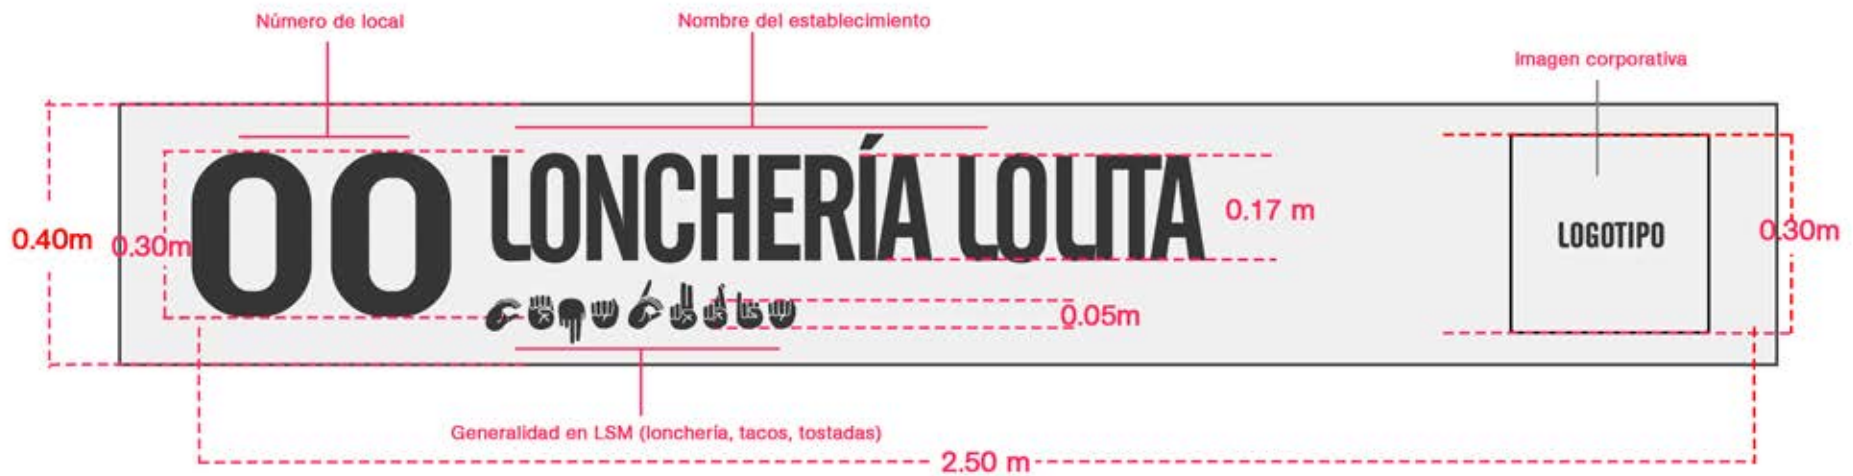 Número de local
Nombre del establecimiento
Imagen corporativa
0.40m
0.30m
00
LONCHERÍA LOLITA
0.17 m
LOGOTIPO
0.30m
0.05m
Generalidad en LSM (lonchería, tacos, tostadas)
2.50 m